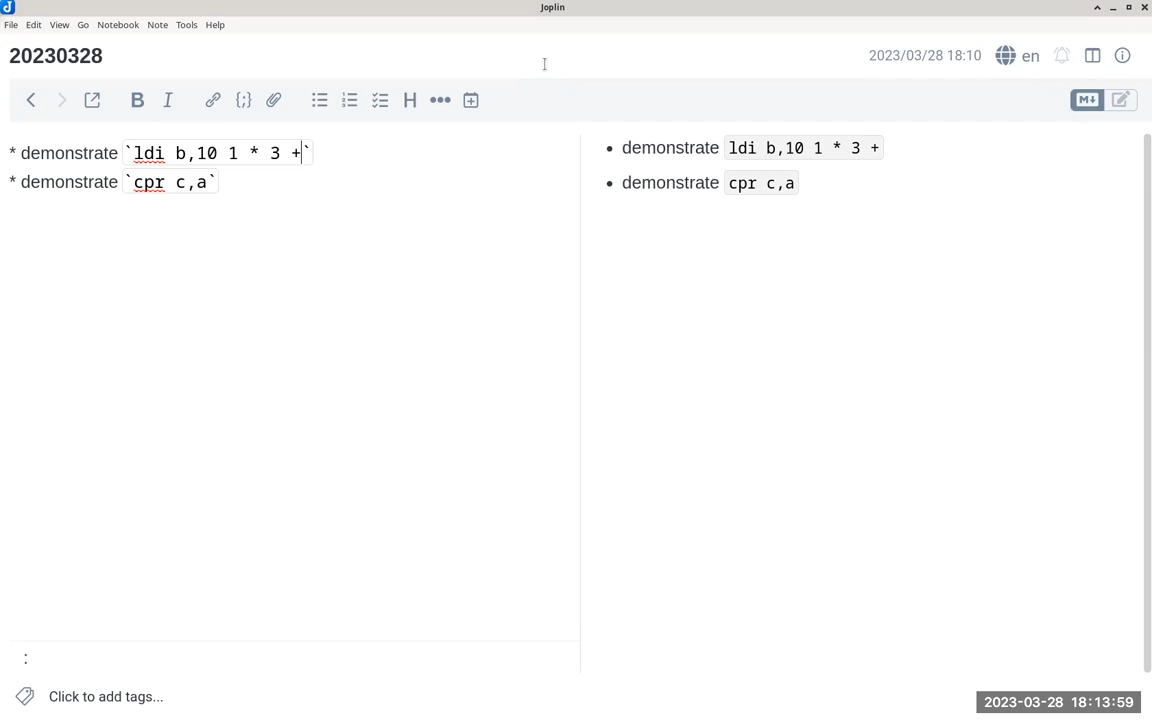 Joplin
File Edit View Go Notebook Note Tools Help
20230328
2023/03/28 18:10 en
B I H M
* demonstrate `ldi b,10 1 * 3 +`
* demonstrate `cpr c,a`
• demonstrate ldi b,10 1 * 3 +
• demonstrate cpr c,a
:
Click to add tags...
2023-03-28 18:13:59